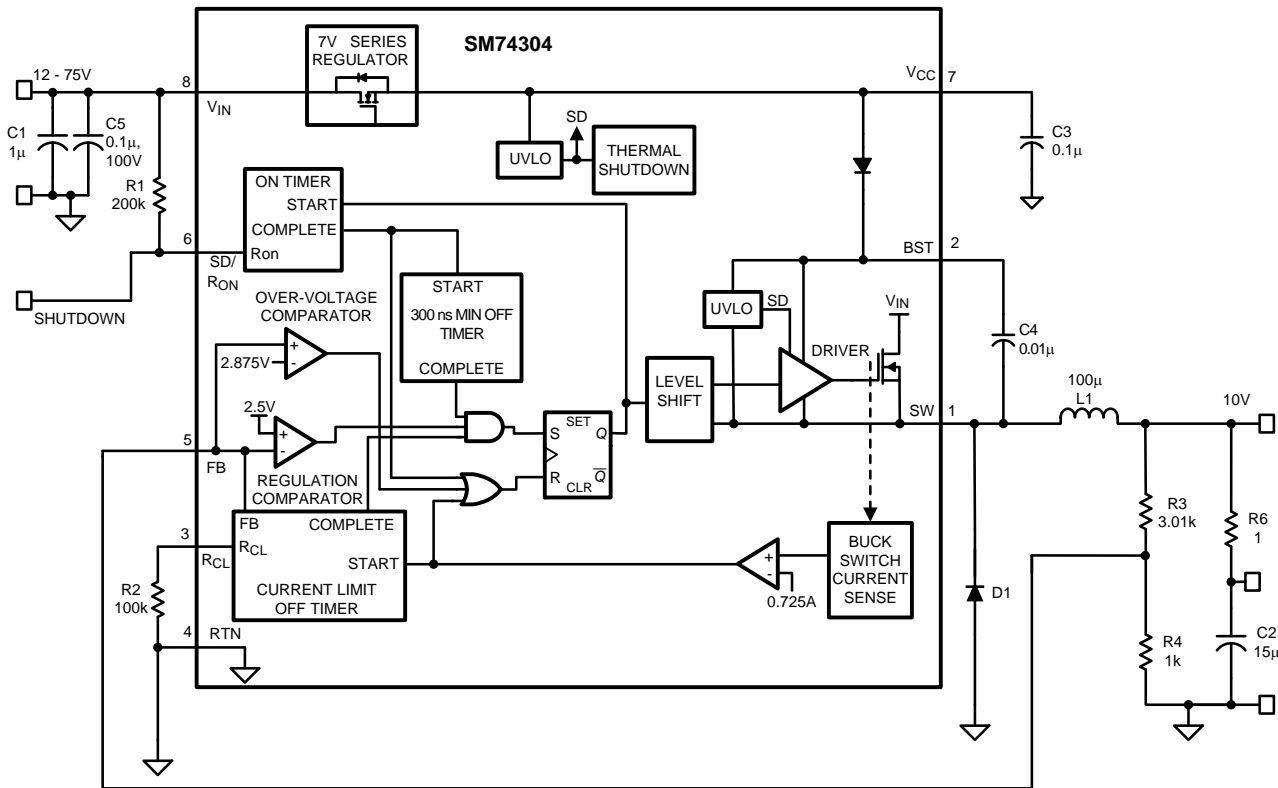 SM74304
7V SERIES
REGULATOR
12 - 75V
8
VIN
VCC
7
C1
1µ
C5
0.1µ,
100V
R1
200k
SD
UVLO
THERMAL
SHUTDOWN
C3
0.1µ
ON TIMER
START
COMPLETE
Ron
6
SD/
RON
SHUTDOWN
BST
2
START
300 ns MIN OFF
TIMER
COMPLETE
OVER-VOLTAGE
COMPARATOR
+
-
2.875V
UVLO
SD
VIN
DRIVER
C4
0.01µ
LEVEL
SHIFT
100µ
L1
10V
SW
1
2.5V
+
-
5
FB
REGULATION
COMPARATOR
S
SET
Q
R
CLR
Q
R3
3.01k
R6
1
3
RCL
FB
COMPLETE
RCL
START
CURRENT LIMIT
OFF TIMER
+
-
0.725A
BUCK
SWITCH
CURRENT
SENSE
R2
100k
4
RTN
D1
R4
1k
C2
15µ